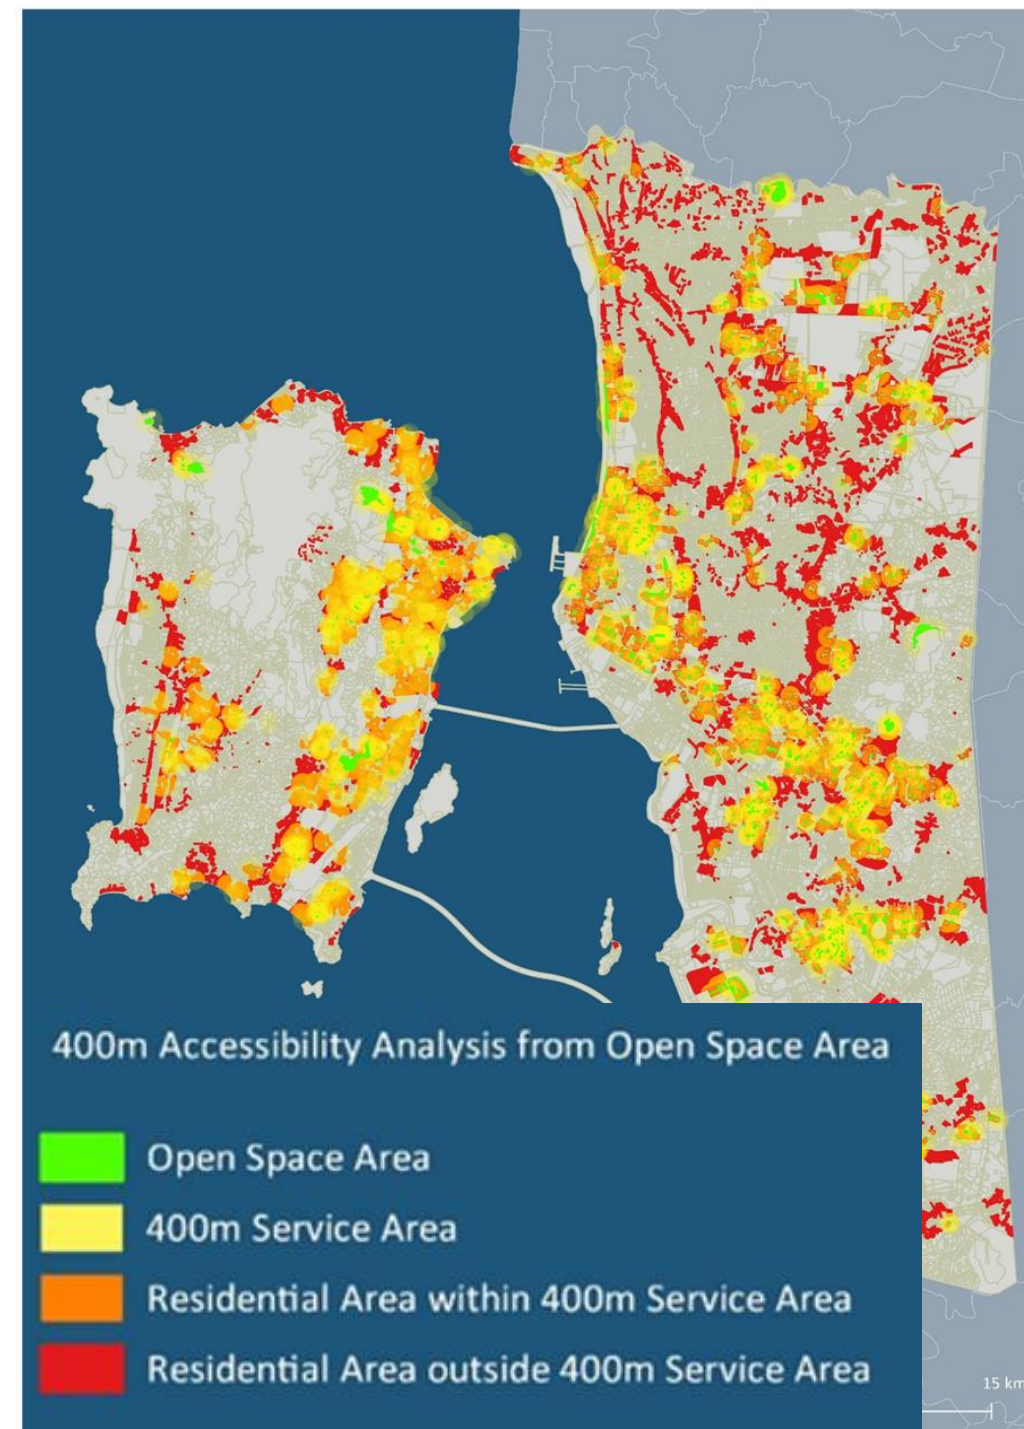 400m Accessibility Analysis from Open Space Area
Open Space Area
400m Service Area
Residential Area within 400m Service Area
Residential Area outside 400m Service Area
15 km